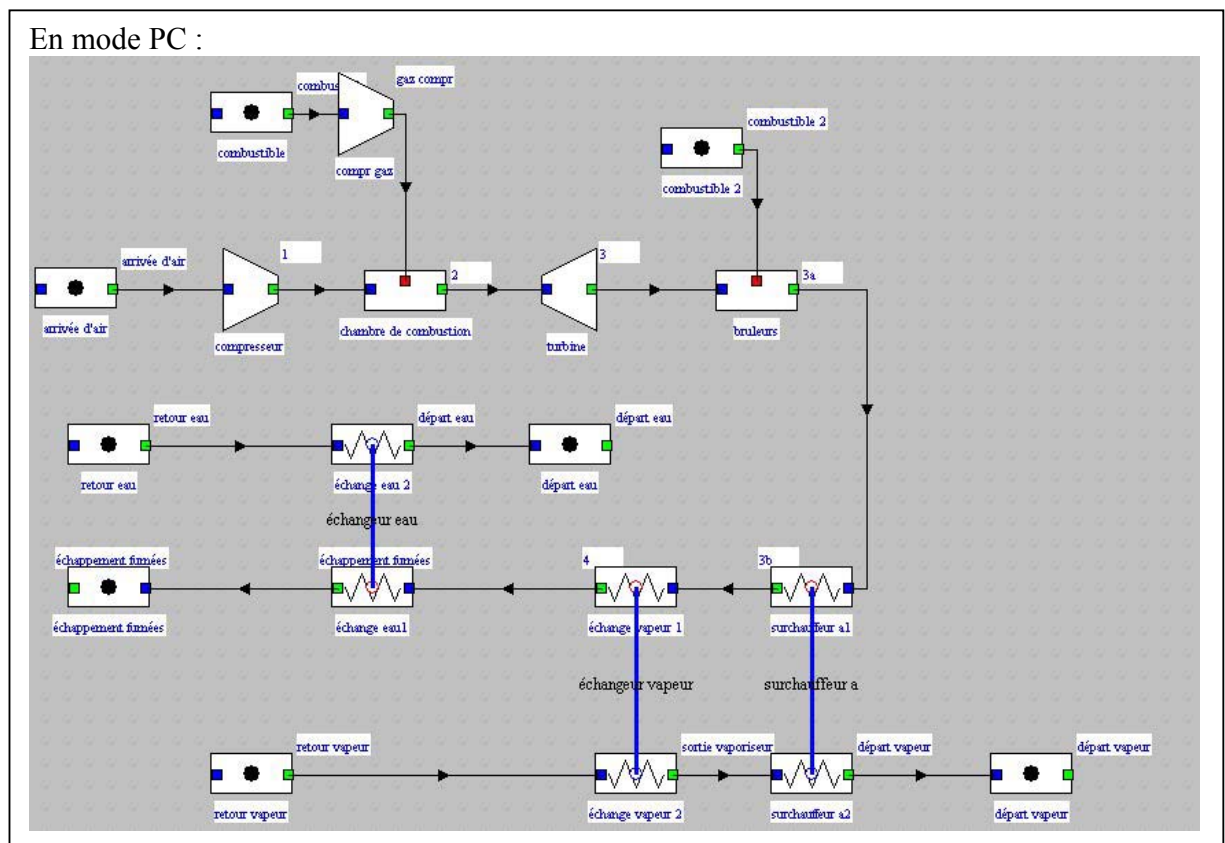 En mode PC :
gaz compr
combus
combustible
compr gaz
combustible 2
combustible 2
arrivée d'air
1
2
3
3a
arrivée d'air
compresseur
chambre de combustion
turbine
bruleurs
retour eau
départ eau
départ eau
retour eau
échange eau 2
départ eau
échangeur eau
échappement fumées
échappement fumées
4
3b
échappement fumées
échange eau1
échange vapeur 1
surchauffeur a1
échangeur vapeur
surchauffeur a
retour vapeur
sortie vaporiseur
départ vapeur
départ vapeur
retour vapeur
échange vapeur 2
surchauffeur a2
départ vapeur